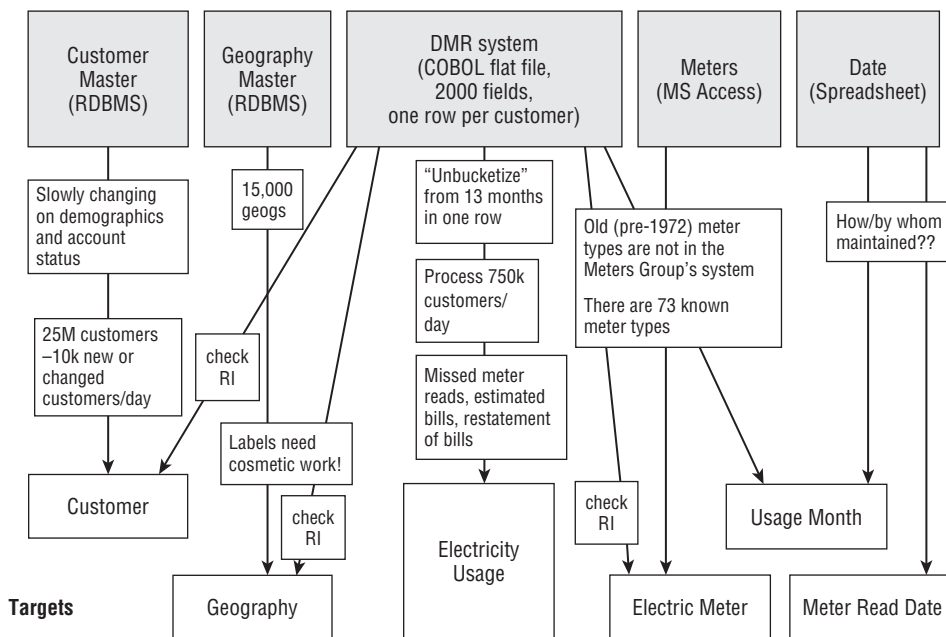 Customer
Master
(RDBMS)
Geography
Master
(RDBMS)
DMR system
(COBOL flat file,
2000 fields,
one row per customer)
Meters
(MS Access)
Date
(Spreadsheet)
Slowly changing
on demographics
and account
status
15,000
geogs
“Unbucketize”
from 13 months
in one row
Old (pre-1972) meter
types are not in the
Meters Group’s system
There are 73 known
meter types
How/by whom
maintained??
Process 750k
customers/
day
25M customers
–10k new or
changed
customers/day
check
RI
Missed meter
reads, estimated
bills, restatement
of bills
Labels need
cosmetic work!
check
RI
check
RI
Customer
Electricity
Usage
Usage Month
Targets
Geography
Electric Meter
Meter Read Date